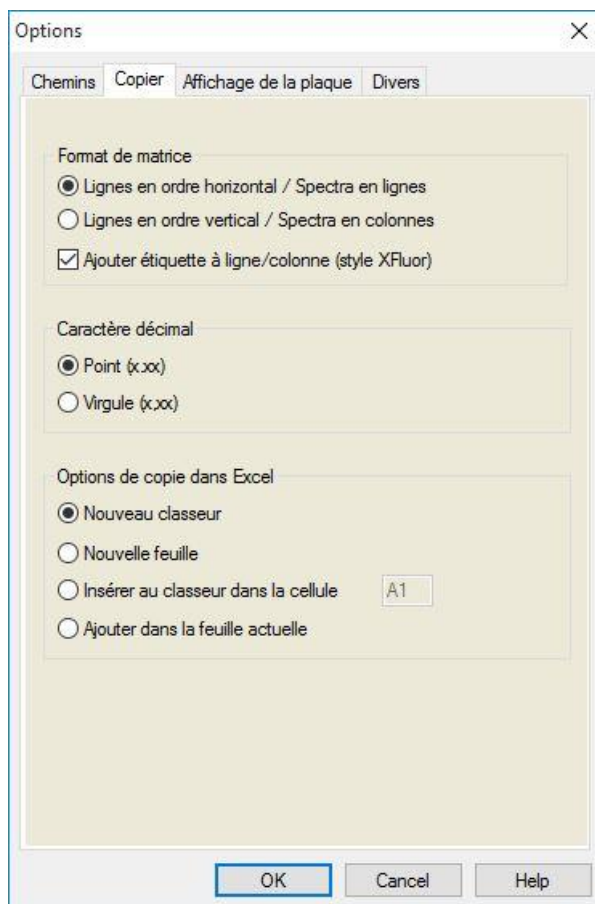 Options
Chemins Copier Affichage de la plaque Divers
Format de matrice
Lignes en ordre horizontal / Spectra en lignes
Lignes en ordre vertical / Spectra en colonnes
Ajouter étiquette à ligne/colonne (style XFluor)
Caractère décimal
Point (x.xx)
Virgule (x,xx)
Options de copie dans Excel
Nouveau classeur
Nouvelle feuille
Insérer au classeur dans la cellule A1
Ajouter dans la feuille actuelle
OK Cancel Help